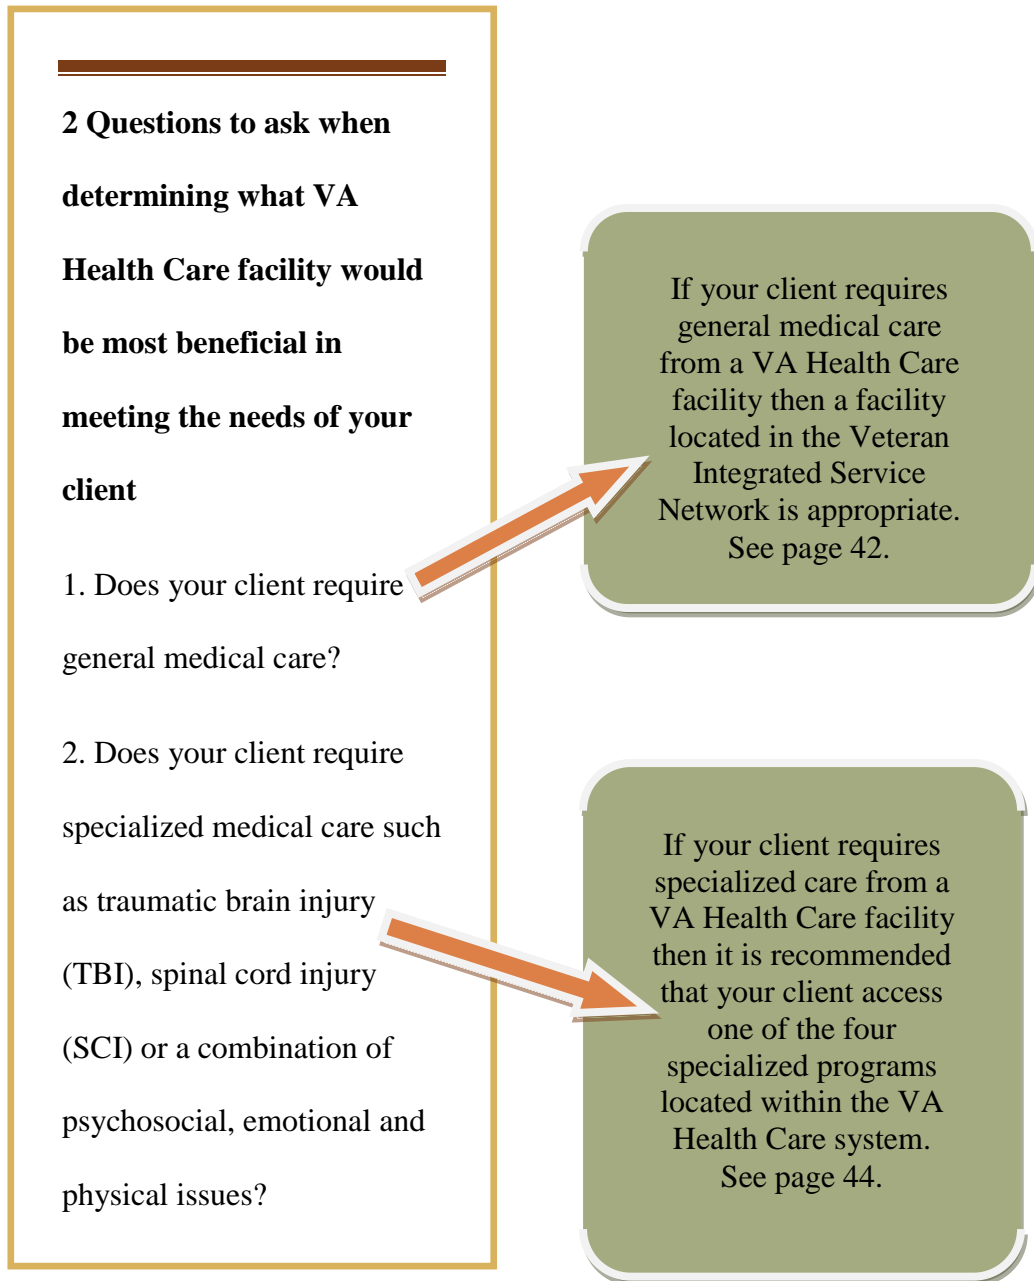 2 Questions to ask when
determining what VA
Health Care facility would
be most beneficial in
meeting the needs of your
client
1. Does your client require
general medical care?
2. Does your client require
specialized medical care such
as traumatic brain injury
(TBI), spinal cord injury
(SCI) or a combination of
psychosocial, emotional and
physical issues?
If your client requires
general medical care
from a VA Health Care
facility then a facility
located in the Veteran
Integrated Service
Network is appropriate.
See page 42.
If your client requires
specialized care from a
VA Health Care facility
then it is recommended
that your client access
one of the four
specialized programs
located within the VA
Health Care system.
See page 44.